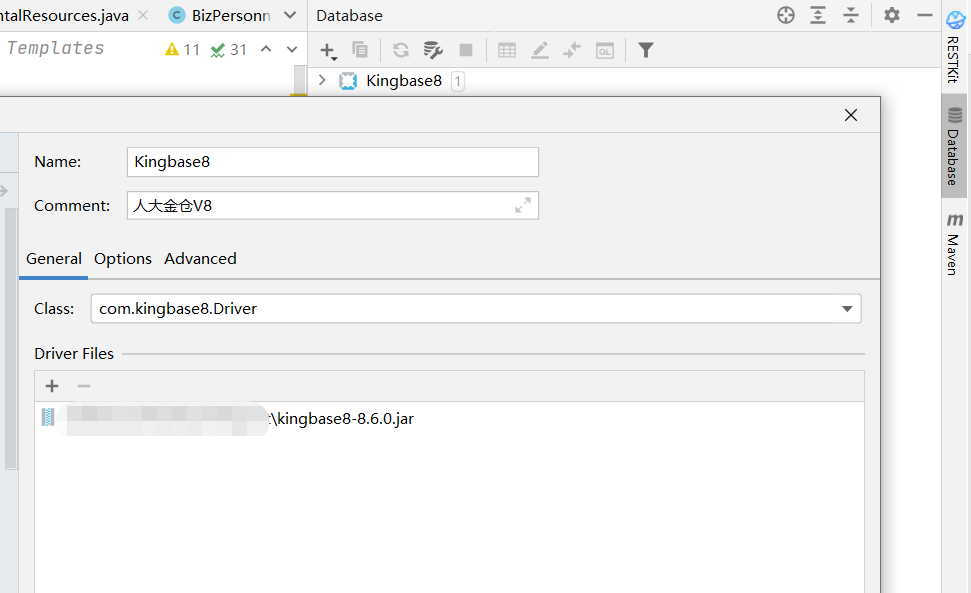 ntalResources.java
BizPersonn
Database
Templates
11
31
Kingbase8
1
Name:
Kingbase8
Comment:
人大金仓V8
General
Options
Advanced
Class:
com.kingbase8.Driver
Driver Files
\kingbase8-8.6.0.jar
RESTKit
Database
Maven